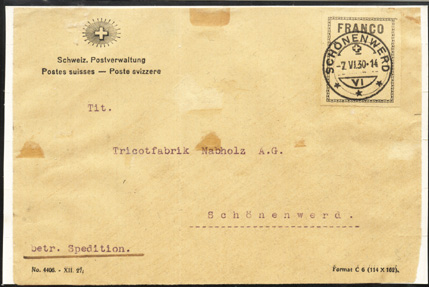 FRANCO
SCHÖNENWERD
-7.VI.30-14
VI
Schweiz. Postverwaltung
Postes suisses — Poste svizzere
Tit.
Tricotfabrik Nabholz A.G.
Schönenwerd.
betr. Spedition.
No. 4400. - XII. 27.
Format C 6 (114 X 162).